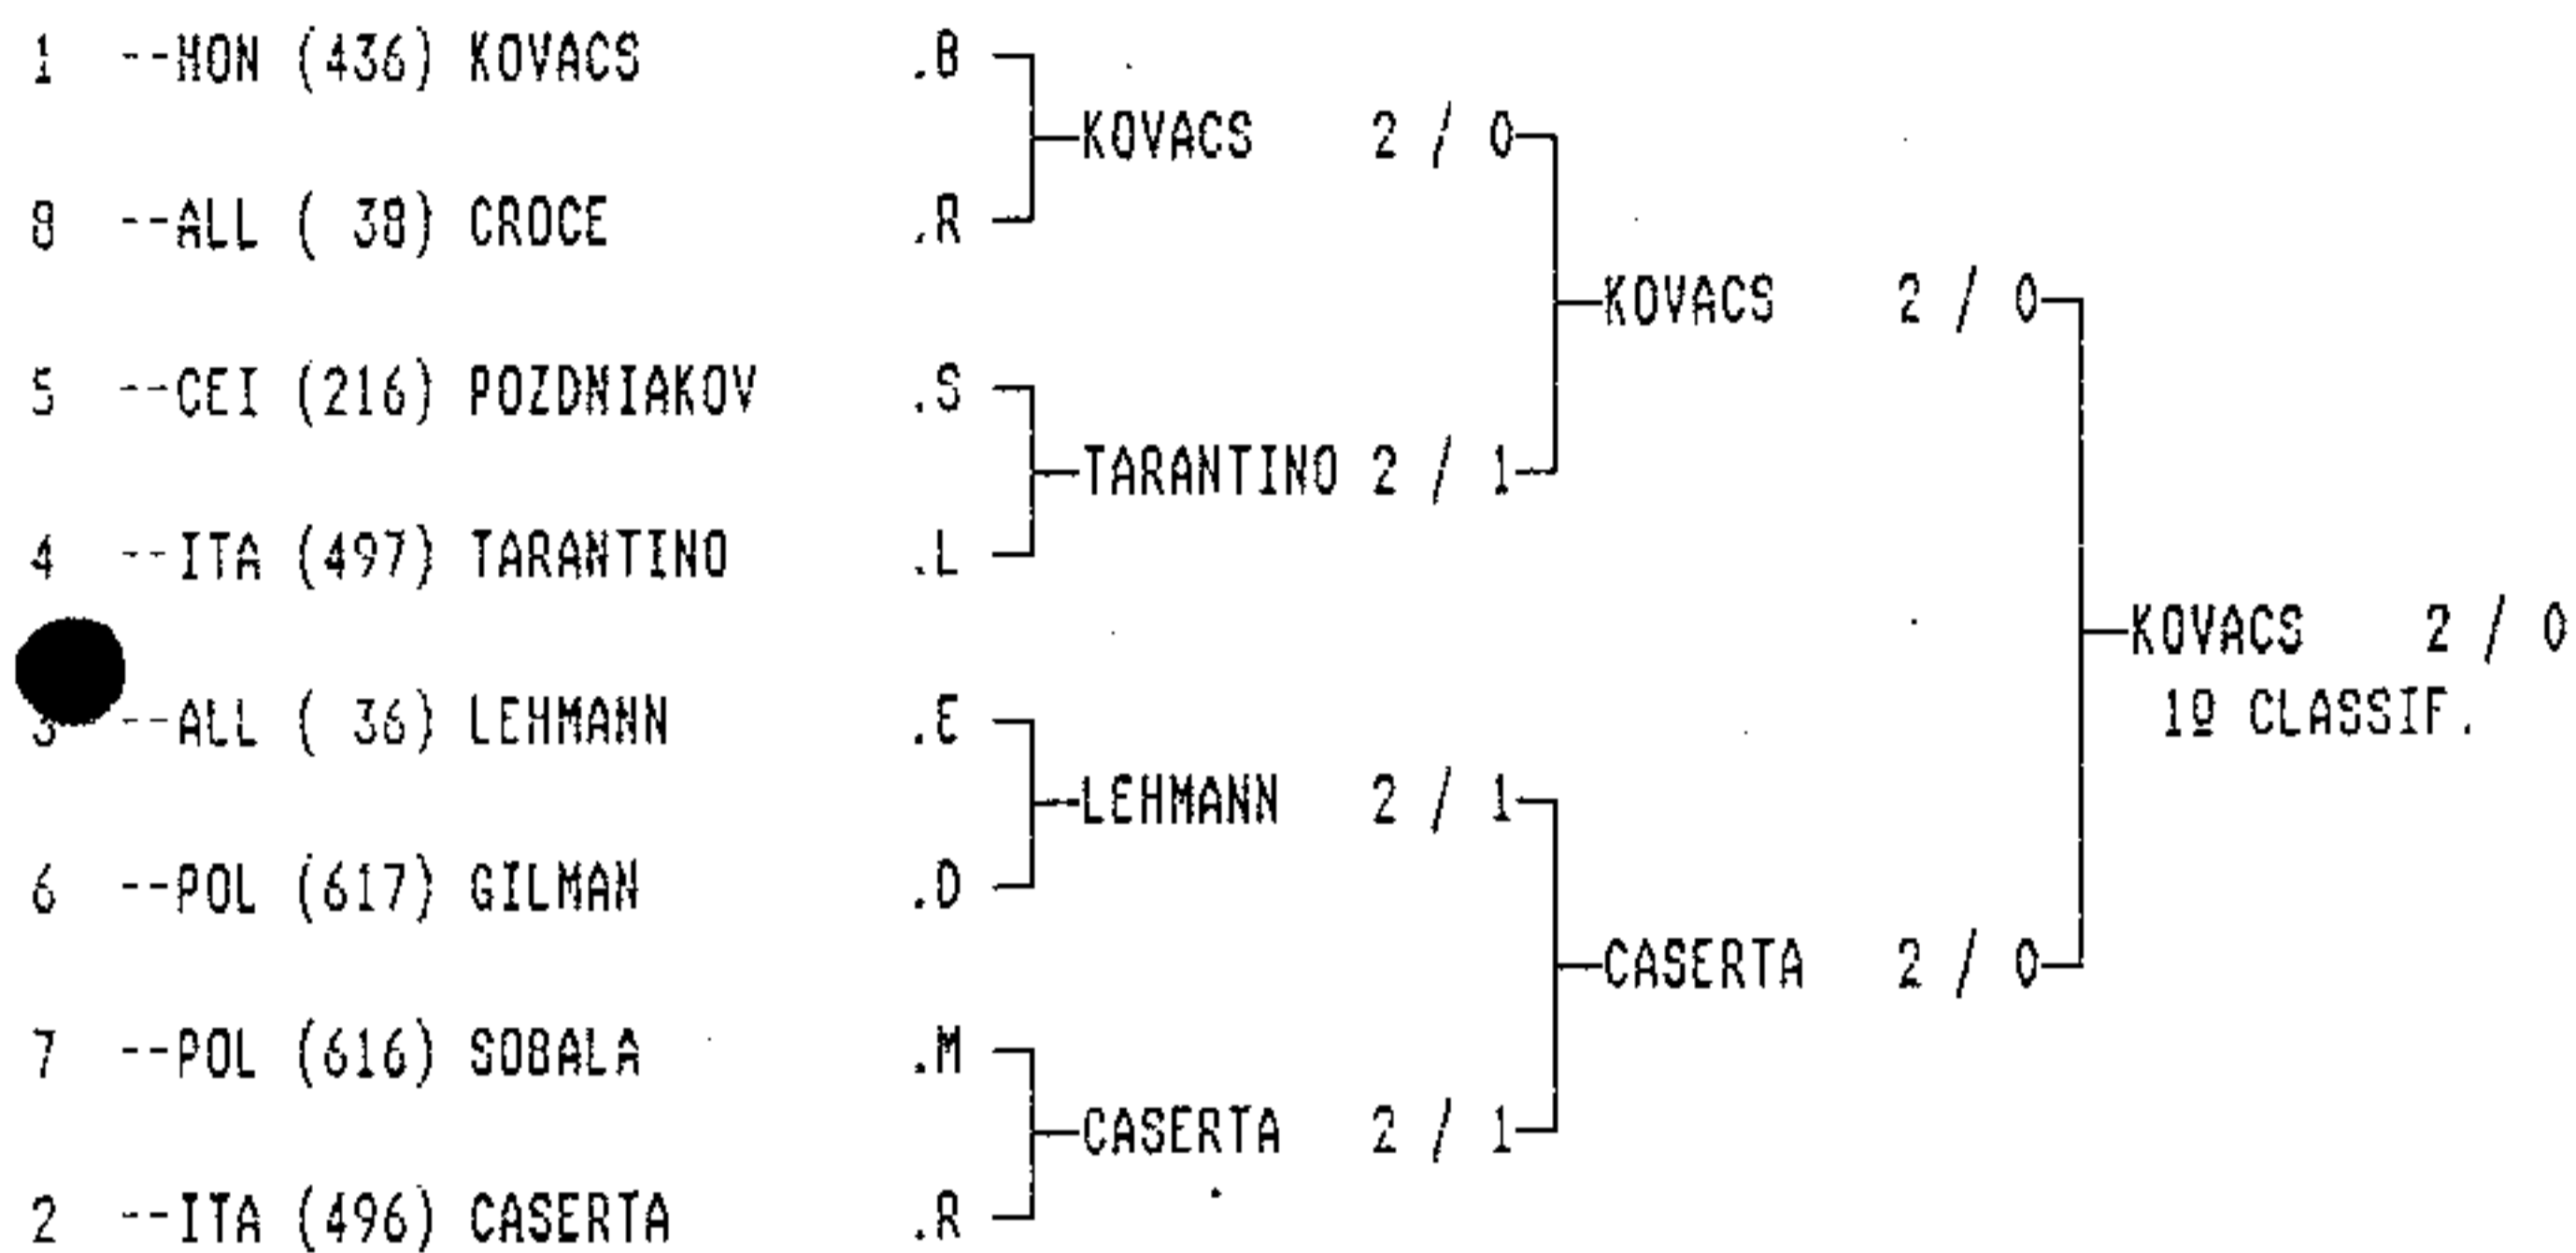 1 --HON (436) KOVACS .B
KOVACS 2 / 0
8 --ALL ( 38) CROCE .R
KOVACS 2 / 0
5 --CEI (216) POZDNIAKOV .S
TARANTINO 2 / 1
4 --ITA (497) TARANTINO .L
KOVACS 2 / 0
1º CLASSIF.
3 --ALL ( 36) LEHMANN .E
LEHMANN 2 / 1
6 --POL (617) GILMAN .D
CASERTA 2 / 0
7 --POL (616) SOBALA .M
CASERTA 2 / 1
2 --ITA (496) CASERTA .R